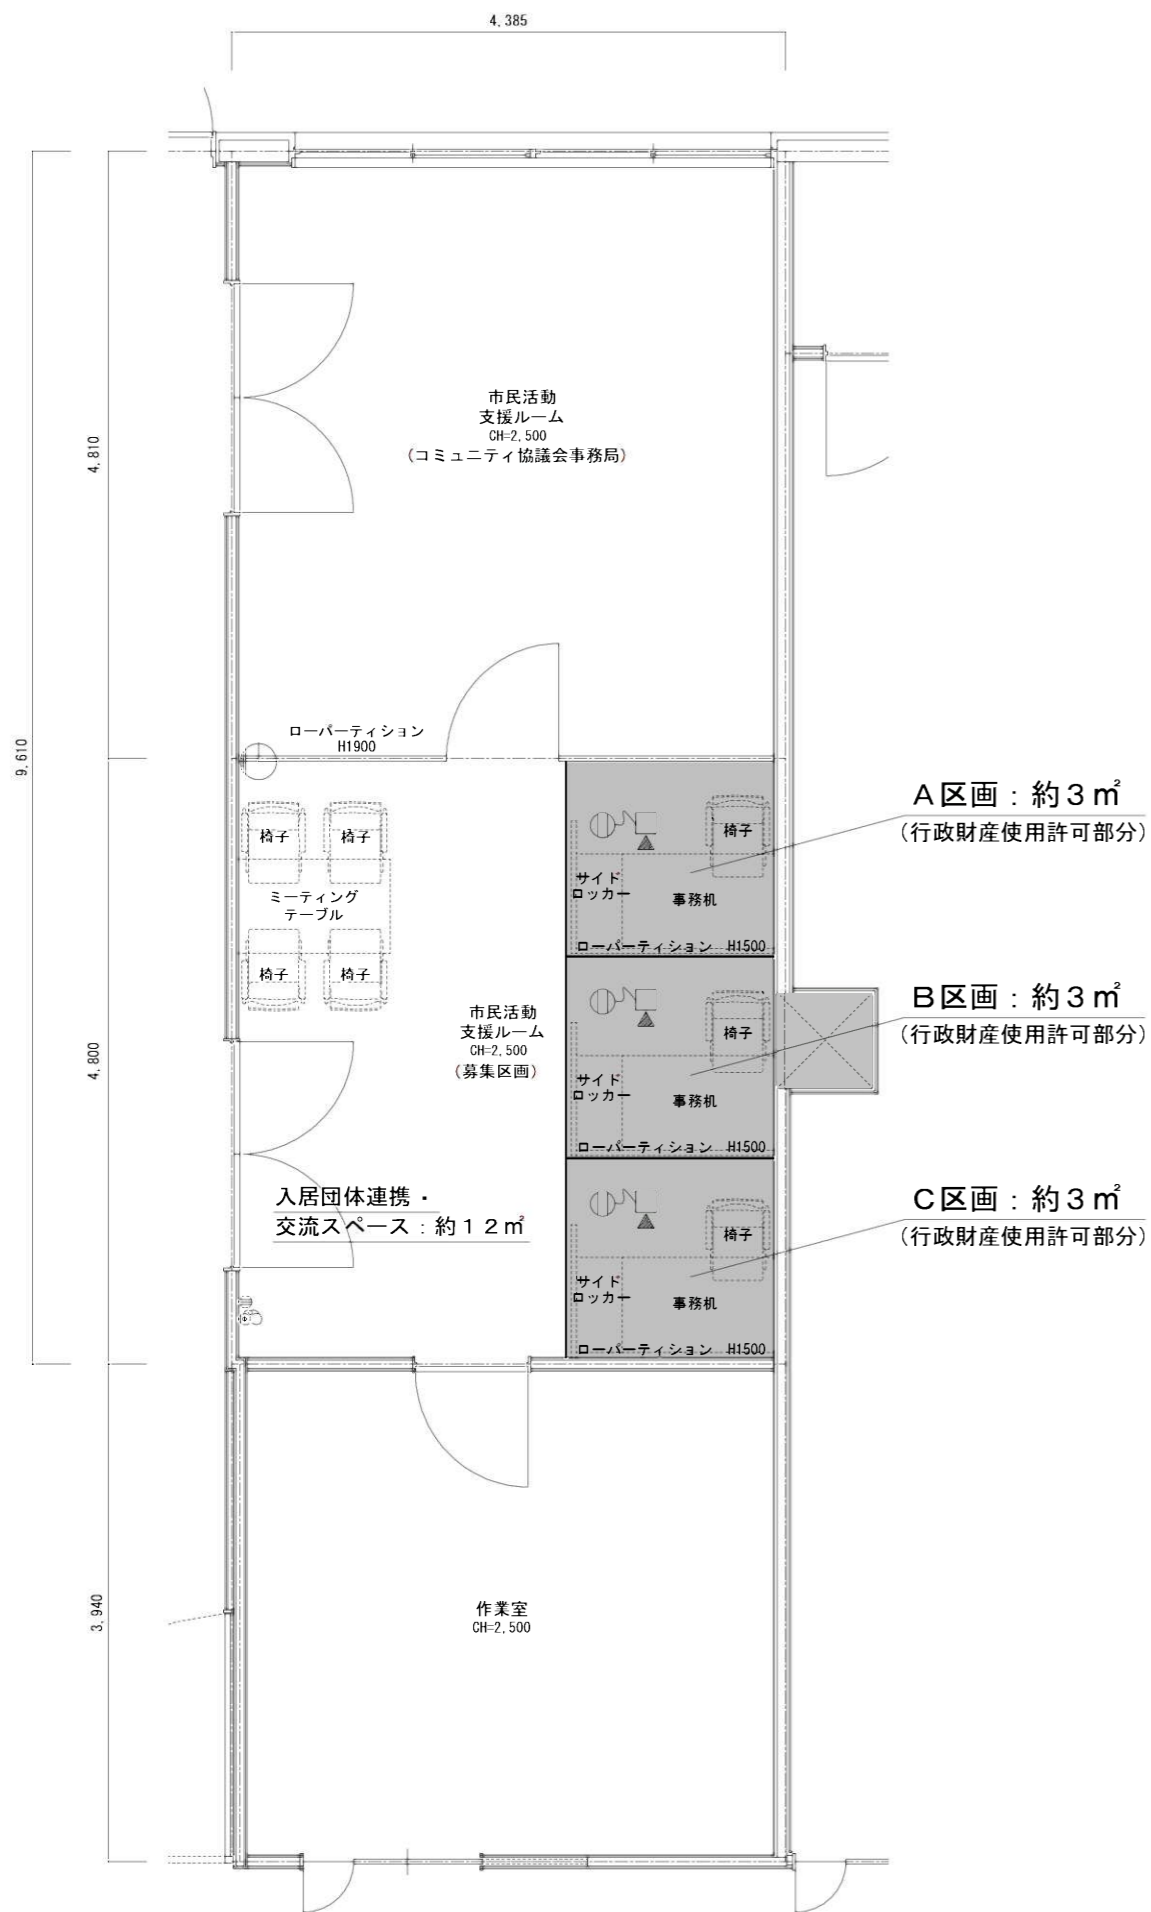 4,385
4,810
9,610
4,800
3,940
市民活動
支援ルーム
CH=2,500
(コミュニティ協議会事務局)
ローパーティション
H1900
椅子
椅子
ミーティング
テーブル
椅子
椅子
市民活動
支援ルーム
CH=2,500
(募集区画)
入居団体連携・
交流スペース：約１２㎡
椅子
サイド
ロッカー
事務机
ローパーティション H1500
A区画：約３㎡
(行政財産使用許可部分)
椅子
サイド
ロッカー
事務机
ローパーティション H1500
B区画：約３㎡
(行政財産使用許可部分)
椅子
サイド
ロッカー
事務机
ローパーティション H1500
C区画：約３㎡
(行政財産使用許可部分)
作業室
CH=2,500